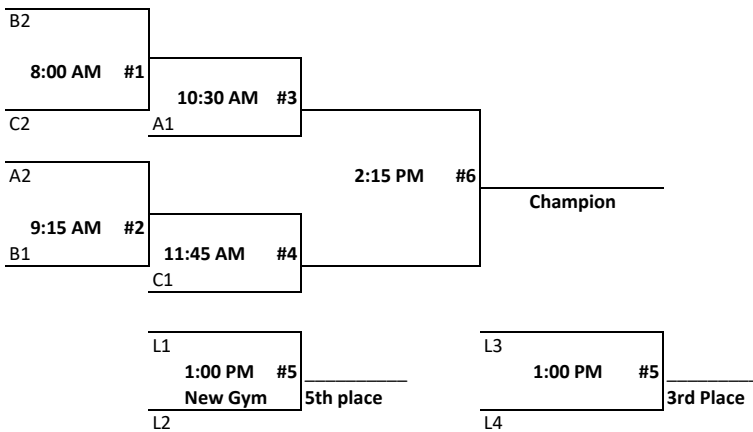 B2
8:00 AM #1
10:30 AM #3
C2
A1
A2
2:15 PM #6
Champion
9:15 AM #2
B1
11:45 AM #4
C1
L1
L3
1:00 PM #5
1:00 PM #5
New Gym
5th place
3rd Place
L2
L4